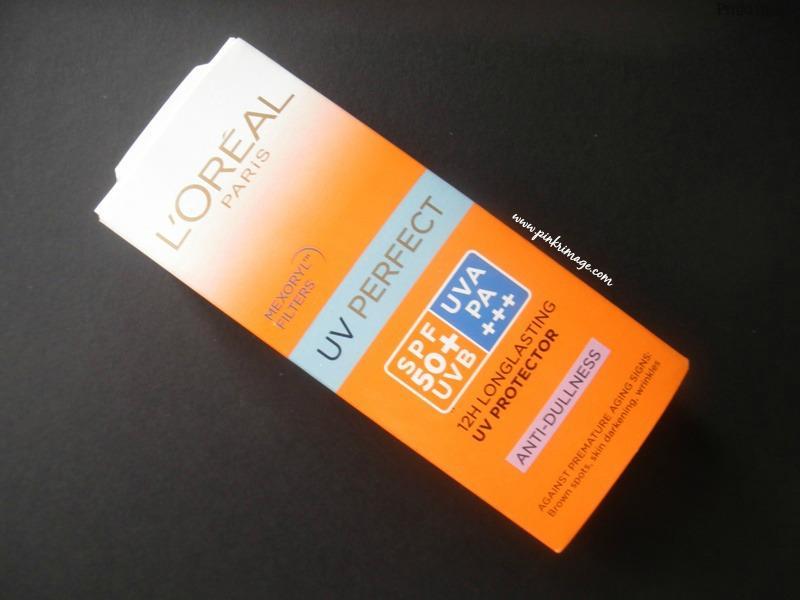 L'ORÉAL
PARIS
MEXORYL™
FILTERS
UV PERFECT
SPF
50+
UVB
UVA
PA
+++
12H LONGLASTING
UV PROTECTOR
ANTI-DULLNESS
AGAINST PREMATURE AGING SIGNS:
Brown spots, skin darkening, wrinkles
www.pinkrimage.com